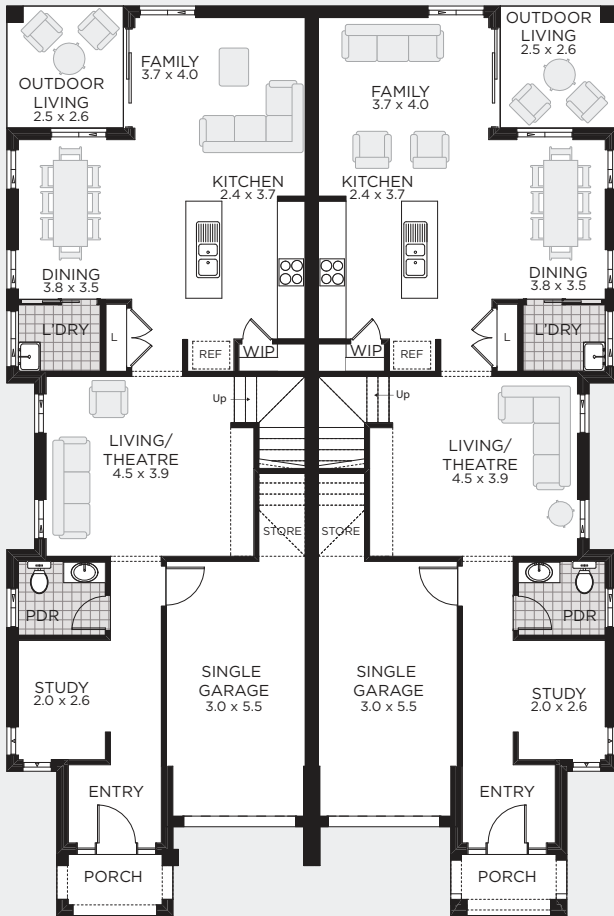 OUTDOOR
LIVING
2.5 x 2.6
FAMILY
3.7 x 4.0
KITCHEN
2.4 x 3.7
DINING
3.8 x 3.5
L'DRY
L
REF
WIP
Up
LIVING/
THEATRE
4.5 x 3.9
STORE
PDR
STUDY
2.0 x 2.6
SINGLE
GARAGE
3.0 x 5.5
ENTRY
PORCH
OUTDOOR
LIVING
2.5 x 2.6
FAMILY
3.7 x 4.0
KITCHEN
2.4 x 3.7
DINING
3.8 x 3.5
L'DRY
L
REF
WIP
Up
LIVING/
THEATRE
4.5 x 3.9
STORE
PDR
STUDY
2.0 x 2.6
SINGLE
GARAGE
3.0 x 5.5
ENTRY
PORCH